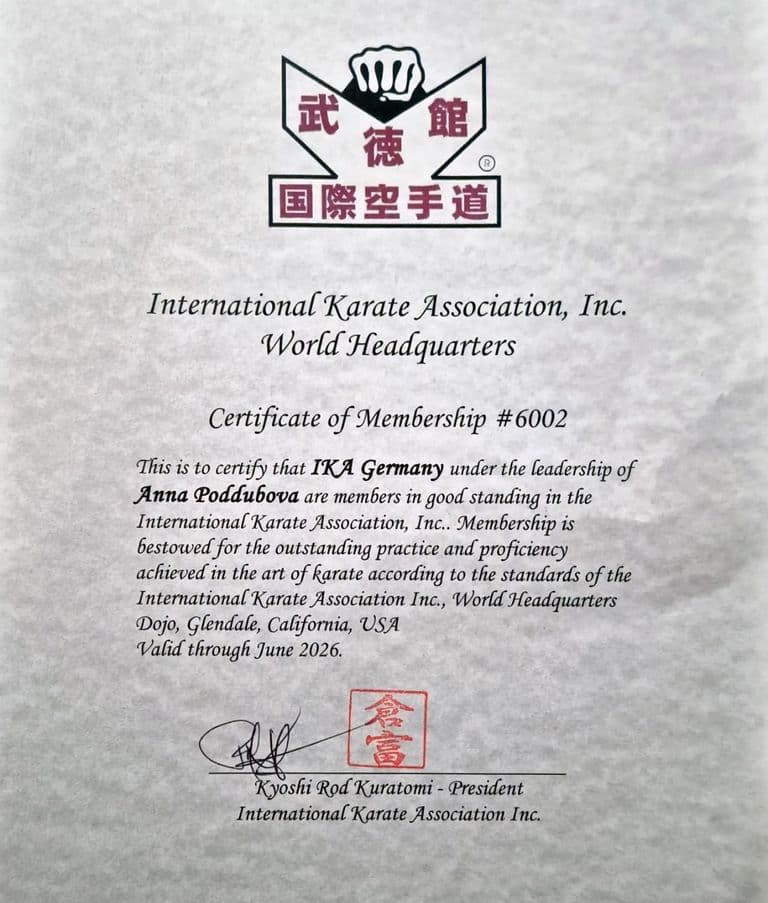 武徳館
®
国際空手道
International Karate Association, Inc.
World Headquarters
Certificate of Membership #6002
This is to certify that IKA Germany under the leadership of
Anna Poddubova are members in good standing in the
International Karate Association, Inc.. Membership is
bestowed for the outstanding practice and proficiency
achieved in the art of karate according to the standards of the
International Karate Association Inc., World Headquarters
Dojo, Glendale, California, USA
Valid through June 2026.
倉富
Kyoshi Rod Kuratomi - President
International Karate Association Inc.